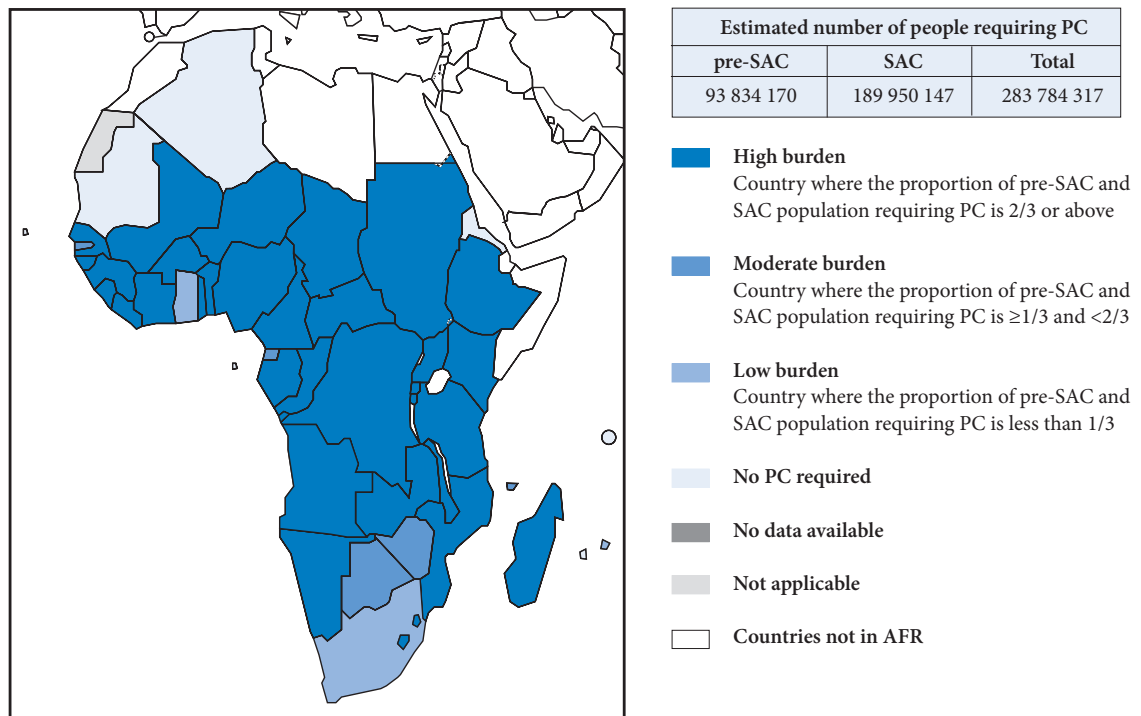 Estimated number of people requiring PC
pre-SAC SAC Total
93 834 170 189 950 147 283 784 317
High burden
Country where the proportion of pre-SAC and
SAC population requiring PC is 2/3 or above
Moderate burden
Country where the proportion of pre-SAC and
SAC population requiring PC is ≥1/3 and <2/3
Low burden
Country where the proportion of pre-SAC and
SAC population requiring PC is less than 1/3
No PC required
No data available
Not applicable
Countries not in AFR